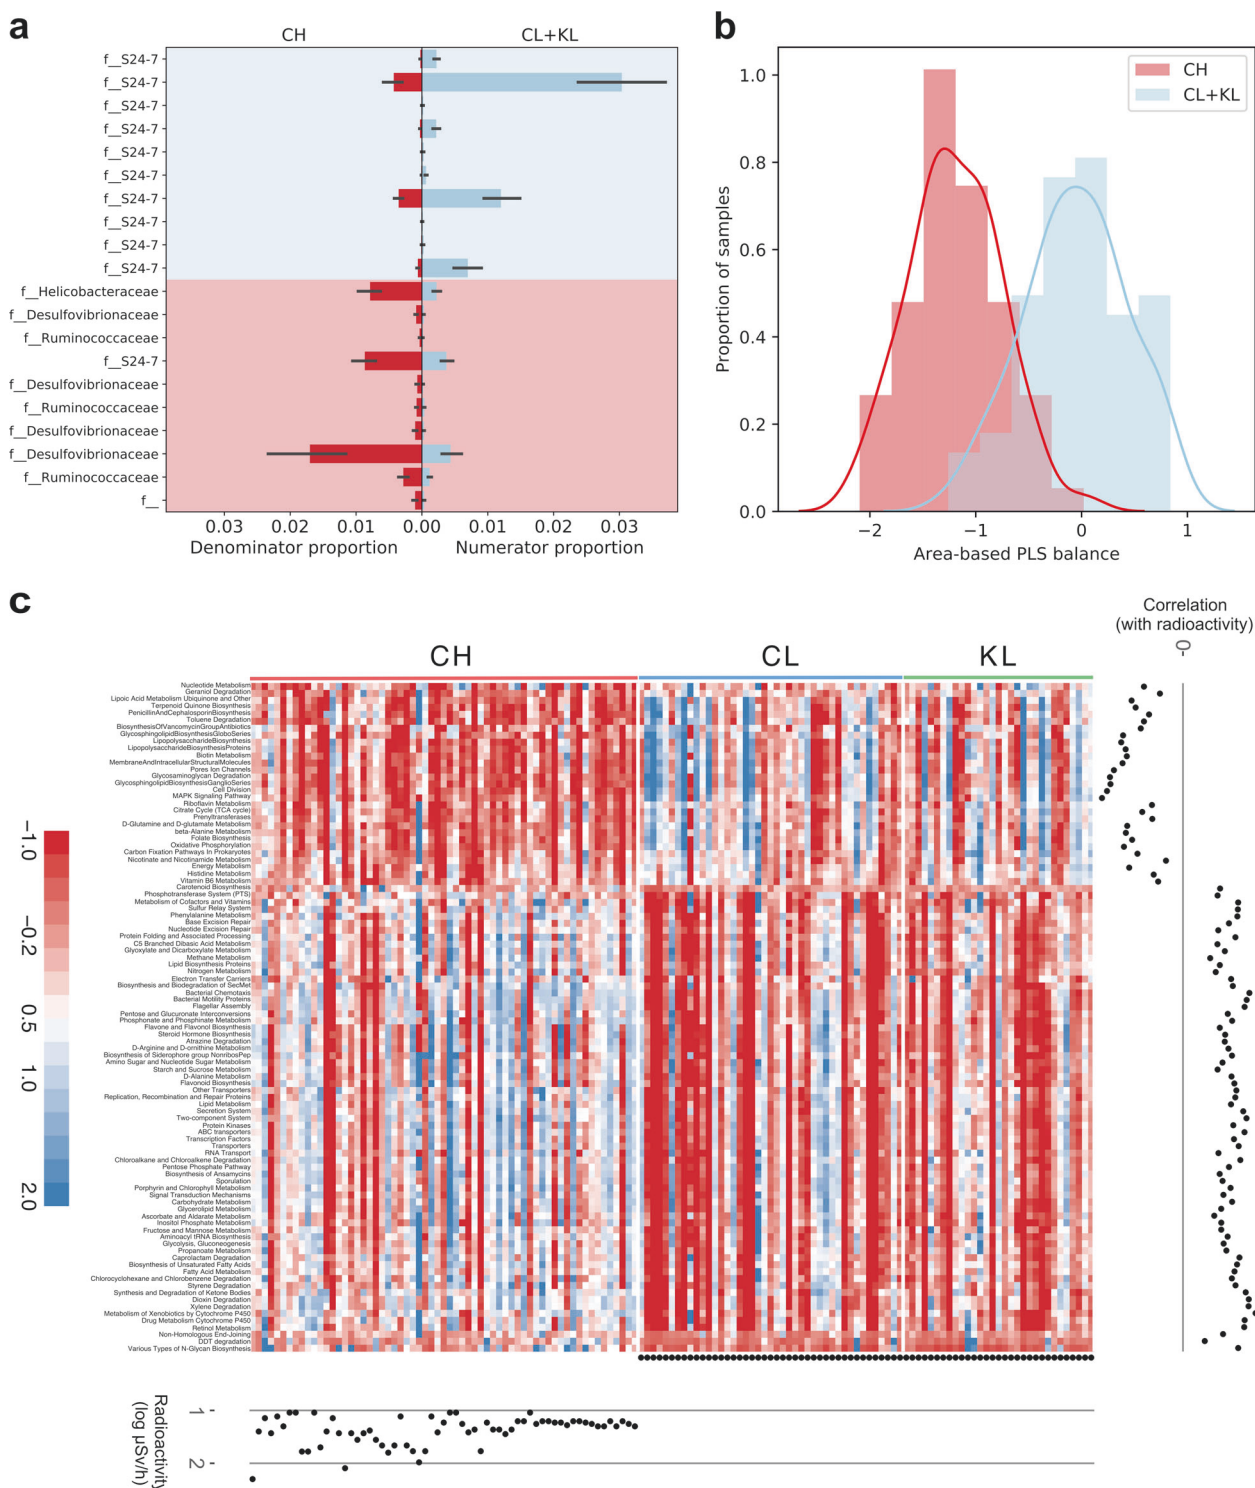 a
CH
CL+KL
f__S24-7
f__S24-7
f__S24-7
f__S24-7
f__S24-7
f__S24-7
f__S24-7
f__S24-7
f__S24-7
f__S24-7
f__Helicobacteraceae
f__Desulfovibrionaceae
f__Ruminococcaceae
f__S24-7
f__Desulfovibrionaceae
f__Ruminococcaceae
f__Desulfovibrionaceae
f__Desulfovibrionaceae
f__Ruminococcaceae
f__
0.03 0.02 0.01 0.00 0.01 0.02 0.03
Denominator proportion
Numerator proportion
b
CH
CL+KL
1.0
0.8
0.6
0.4
0.2
0.0
Proportion of samples
−2 −1 0 1
Area-based PLS balance
c
Correlation
(with radioactivity)
0
CH
CL
KL
Nucleotide Metabolism
Geraniol Degradation
Lipoic Acid Metabolism Ubiquinone and Other
Terpenoid Quinone Biosynthesis
PenicillinAndCephalosporinBiosynthesis
Toluene Degradation
BiosynthesisOfVancomycinGroupAntibiotics
GlycosphingolipidBiosynthesisGloboSeries
LipopolysaccharideBiosynthesis
LipopolysaccharideBiosynthesisProteins
Biotin Metabolism
MembraneAndIntracellularStructuralMolecules
Pores Ion Channels
Glycosaminoglycan Degradation
GlycosphingolipidBiosynthesisGanglioSeries
Cell Division
MAPK Signaling Pathway
Riboflavin Metabolism
Citrate Cycle (TCA cycle)
Prenyltransferases
D-Glutamine and D-glutamate Metabolism
beta-Alanine Metabolism
Folate Biosynthesis
Oxidative Phosphorylation
Carbon Fixation Pathways In Prokaryotes
Nicotinate and Nicotinamide Metabolism
Energy Metabolism
Histidine Metabolism
Vitamin B6 Metabolism
Carotenoid Biosynthesis
Phosphotransferase System (PTS)
Metabolism of Cofactors and Vitamins
Sulfur Relay System
Phenylalanine Metabolism
Base Excision Repair
Nucleotide Excision Repair
Protein Folding and Associated Processing
C5 Branched Dibasic Acid Metabolism
Glyoxylate and Dicarboxylate Metabolism
Methane Metabolism
Lipid Biosynthesis Proteins
Nitrogen Metabolism
Electron Transfer Carriers
Biosynthesis and Biodegradation of SecMet
Bacterial Chemotaxis
Bacterial Motility Proteins
Flagellar Assembly
Pentose and Glucuronate Interconversions
Phosphonate and Phosphinate Metabolism
Flavone and Flavonol Biosynthesis
Steroid Hormone Biosynthesis
Atrazine Degradation
D-Arginine and D-ornithine Metabolism
Biosynthesis of Siderophore group NonribosPep
Amino Sugar and Nucleotide Sugar Metabolism
Starch and Sucrose Metabolism
D-Alanine Metabolism
Flavonoid Biosynthesis
Other Transporters
Replication, Recombination and Repair Proteins
Lipid Metabolism
Secretion System
Two-component System
Protein Kinases
ABC transporters
Transcription Factors
Transporters
RNA Transport
Chloroalkane and Chloroalkene Degradation
Pentose Phosphate Pathway
Biosynthesis of Ansamycins
Sporulation
Porphyrin and Chlorophyll Metabolism
Signal Transduction Mechanisms
Carbohydrate Metabolism
Glycerolipid Metabolism
Ascorbate and Aldarate Metabolism
Inositol Phosphate Metabolism
Fructose and Mannose Metabolism
Aminoacyl tRNA Biosynthesis
Glycolysis, Gluconeogenesis
Propanoate Metabolism
Caprolactam Degradation
Biosynthesis of Unsaturated Fatty Acids
Fatty Acid Metabolism
Chlorocyclohexane and Chlorobenzene Degradation
Styrene Degradation
Synthesis and Degradation of Ketone Bodies
Dioxin Degradation
Xylene Degradation
Metabolism of Xenobiotics by Cytochrome P450
Drug Metabolism Cytochrome P450
Retinol Metabolism
Non-Homologous End-Joining
DDT degradation
Various Types of N-Glycan Biosynthesis
−1.0
−0.2
0.5
1.0
2.0
Radioactivity
(log µSv/h)
1
2